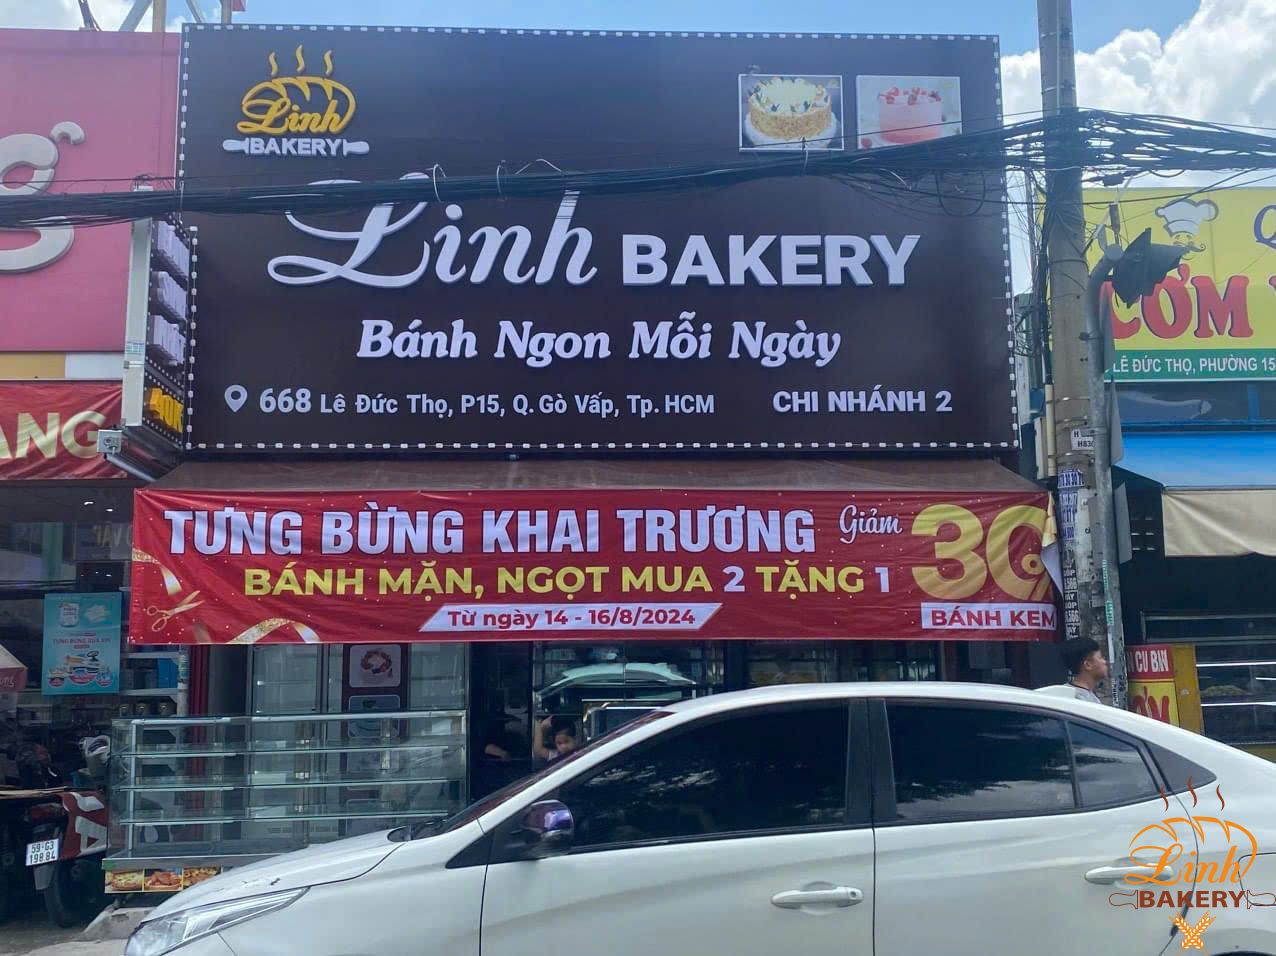 Linh
BAKERY
Linh BAKERY
Bánh Ngon Mỗi Ngày
668 Lê Đức Thọ, P15, Q. Gò Vấp, Tp. HCM
CHI NHÁNH 2
TƯNG BỪNG KHAI TRƯƠNG
Giảm 30
BÁNH MẶN, NGỌT MUA 2 TẶNG 1
BÁNH KEM
Từ ngày 14 - 16/8/2024
ANG
CƠM
LÊ ĐỨC THỌ, PHƯỜNG 15
59-G3
198 84
Linh
BAKERY